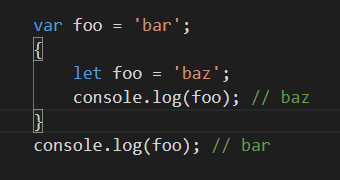 var foo = 'bar';
{
    let foo = 'baz';
    console.log(foo); // baz
}
console.log(foo); // bar